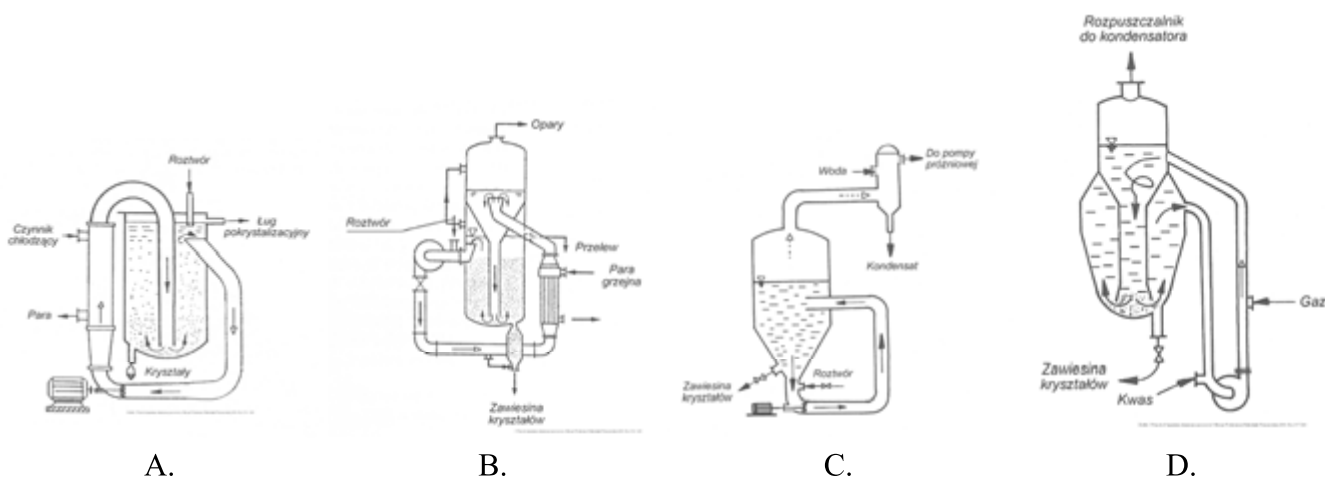 Roztwór
Czynnik
chłodzący
Ług
pokrystalizacyjny
Para
Kryształy
A.
Opary
Roztwór
Przelew
Para
grzejna
Zawiesina
kryształów
B.
Woda
Do pompy
próżniowej
Kondensat
Zawiesina
kryształów
Roztwór
C.
Rozpuszczalnik
do kondensatora
Gaz
Zawiesina
kryształów
Kwas
D.